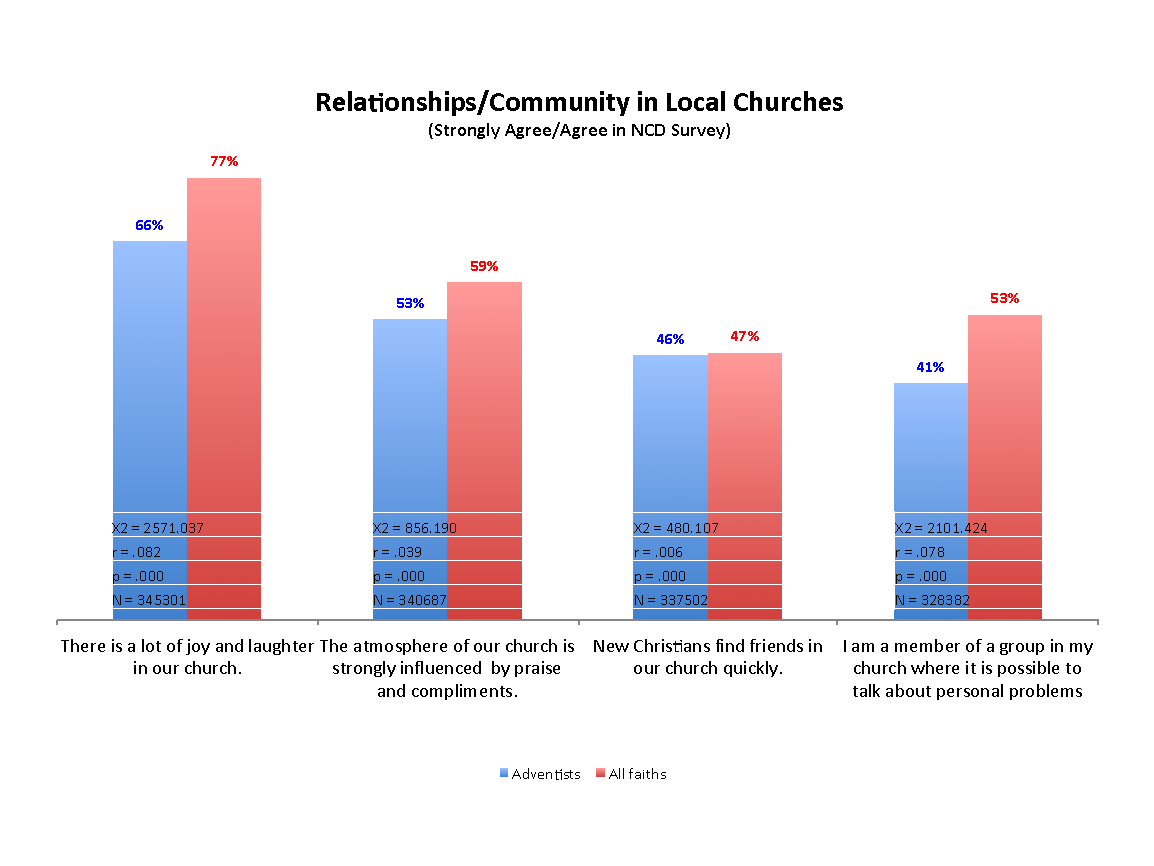 Relationships/Community in Local Churches
(Strongly Agree/Agree in NCD Survey)
77%
66%
59%
53%
46%
47%
53%
41%
X2 = 2571.037
r = .082
p = .000
N = 345301
X2 = 856.190
r = .039
p = .000
N = 340687
X2 = 480.107
r = .006
p = .000
N = 337502
X2 = 2101.424
r = .078
p = .000
N = 328382
There is a lot of joy and laughter
in our church.
The atmosphere of our church is
strongly influenced  by praise
and compliments.
New Christians find friends in
our church quickly.
I am a member of a group in my
church where it is possible to
talk about personal problems
Adventists
All faiths